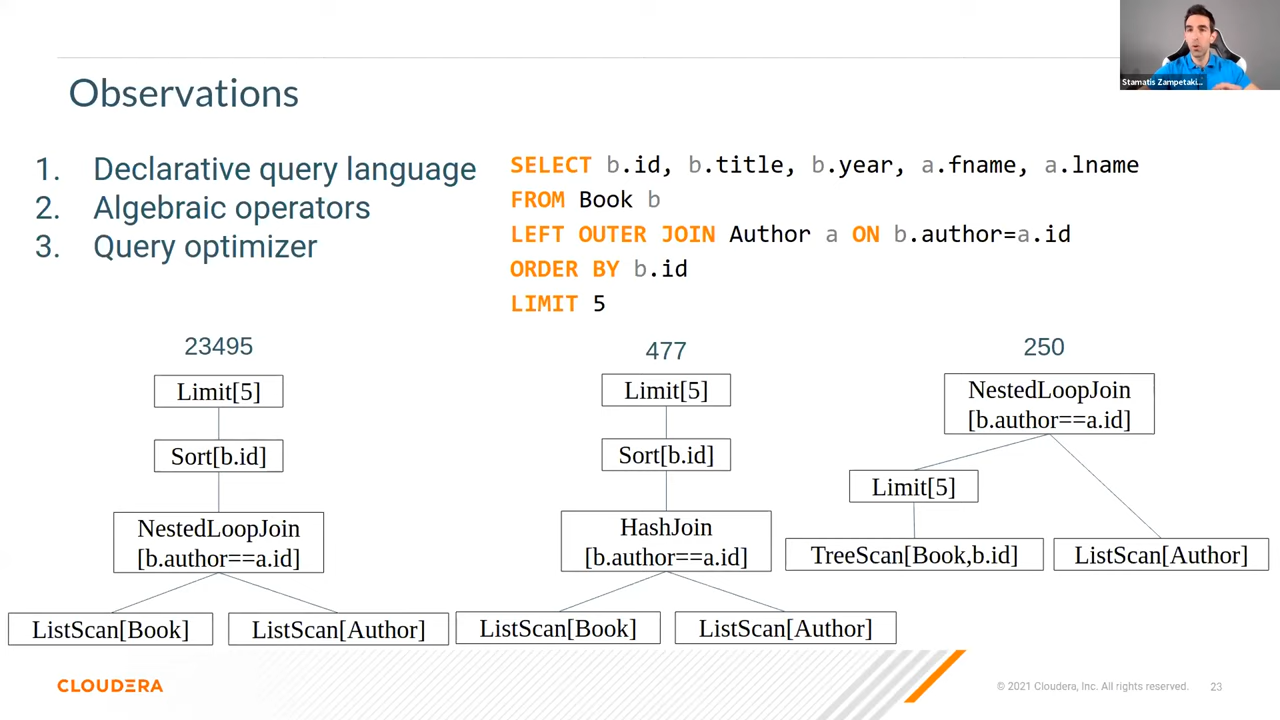 Stamatis Zampetaki...
Observations
1. Declarative query language
2. Algebraic operators
3. Query optimizer
SELECT b.id, b.title, b.year, a.fname, a.lname
FROM Book b
LEFT OUTER JOIN Author a ON b.author=a.id
ORDER BY b.id
LIMIT 5
23495
Limit[5]
Sort[b.id]
NestedLoopJoin
[b.author==a.id]
ListScan[Book]
ListScan[Author]
477
Limit[5]
Sort[b.id]
HashJoin
[b.author==a.id]
ListScan[Book]
ListScan[Author]
250
NestedLoopJoin
[b.author==a.id]
Limit[5]
TreeScan[Book,b.id]
ListScan[Author]
CLOUDERA
© 2021 Cloudera, Inc. All rights reserved.
23